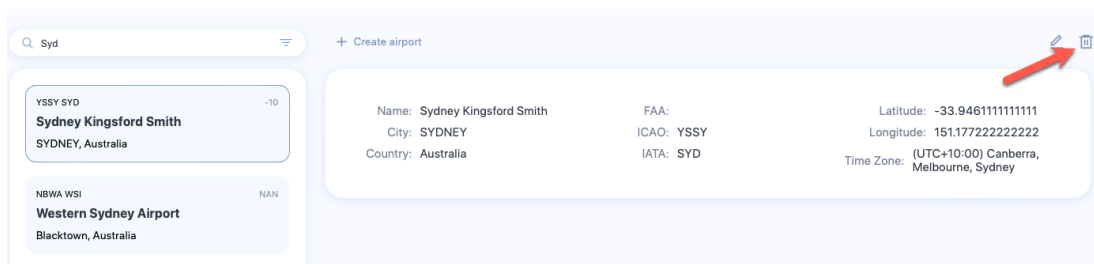 Syd
+ Create airport
YSSY SYD -10
Sydney Kingsford Smith
SYDNEY, Australia
NBWA WSI NAN
Western Sydney Airport
Blacktown, Australia
Name: Sydney Kingsford Smith
City: SYDNEY
Country: Australia
FAA:
ICAO: YSSY
IATA: SYD
Latitude: -33.9461111111111
Longitude: 151.177222222222
Time Zone: (UTC+10:00) Canberra,
Melbourne, Sydney